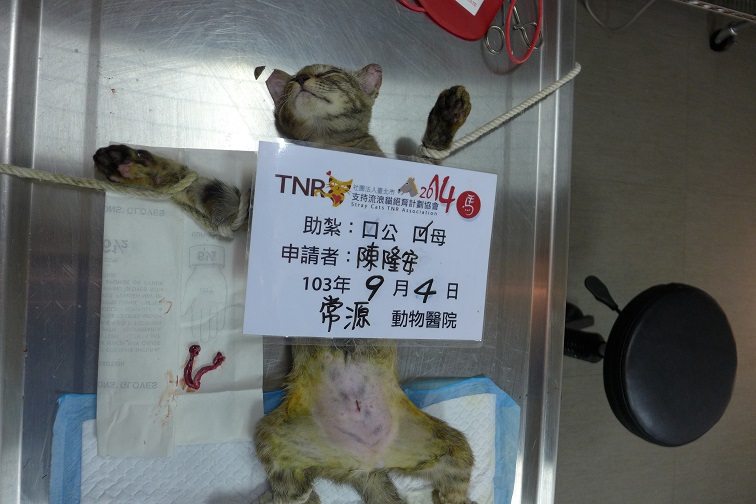 TNR 社團法人臺北市
支持流浪貓絕育計劃協會 2014 馬
Stray Cats TNR Association
助紮：口公 ☑母
申請者：陳隆安
103年 9 月 4 日
常源 動物醫院